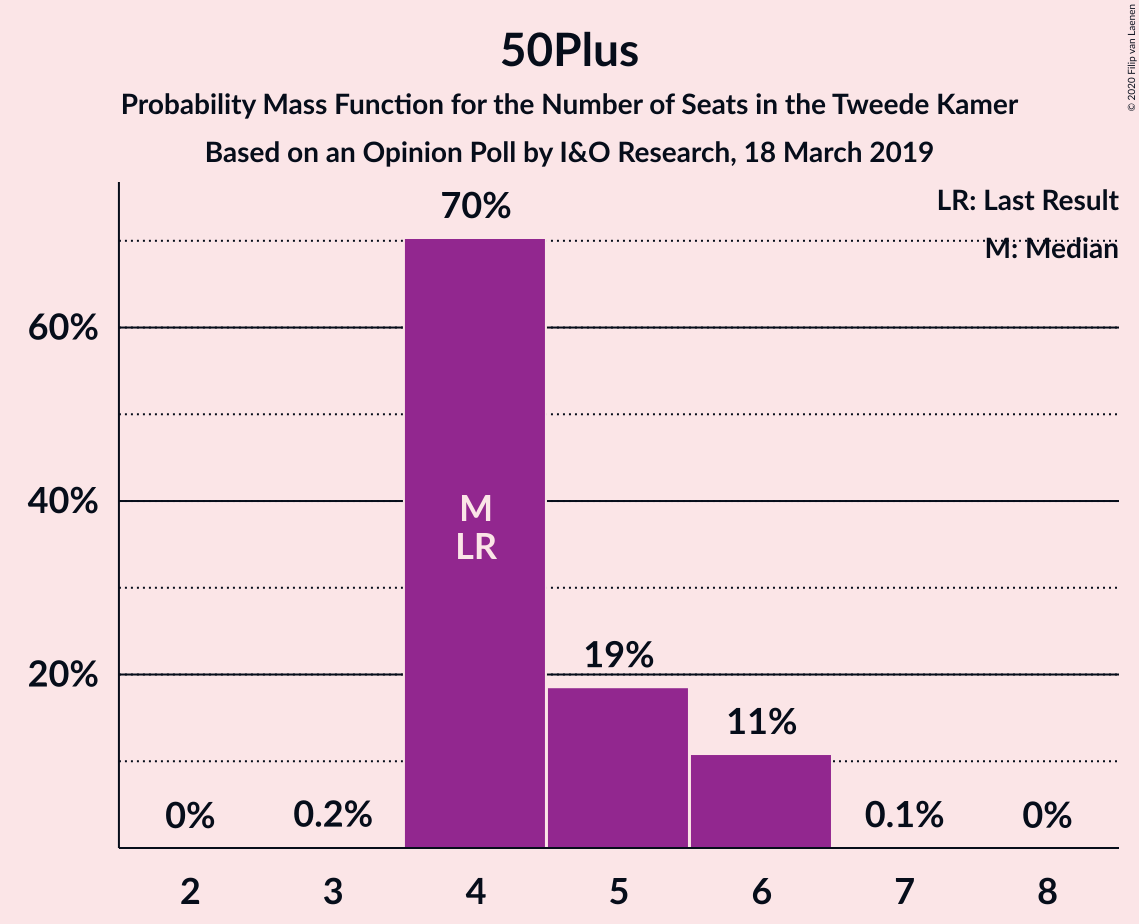 50Plus
Probability Mass Function for the Number of Seats in the Tweede Kamer
Based on an Opinion Poll by I&O Research, 18 March 2019
© 2020 Filip van Laenen
LR: Last Result
M: Median
70%
60%
40%
20%
M
LR
19%
11%
0%
0.2%
0.1%
0%
2 3 4 5 6 7 8